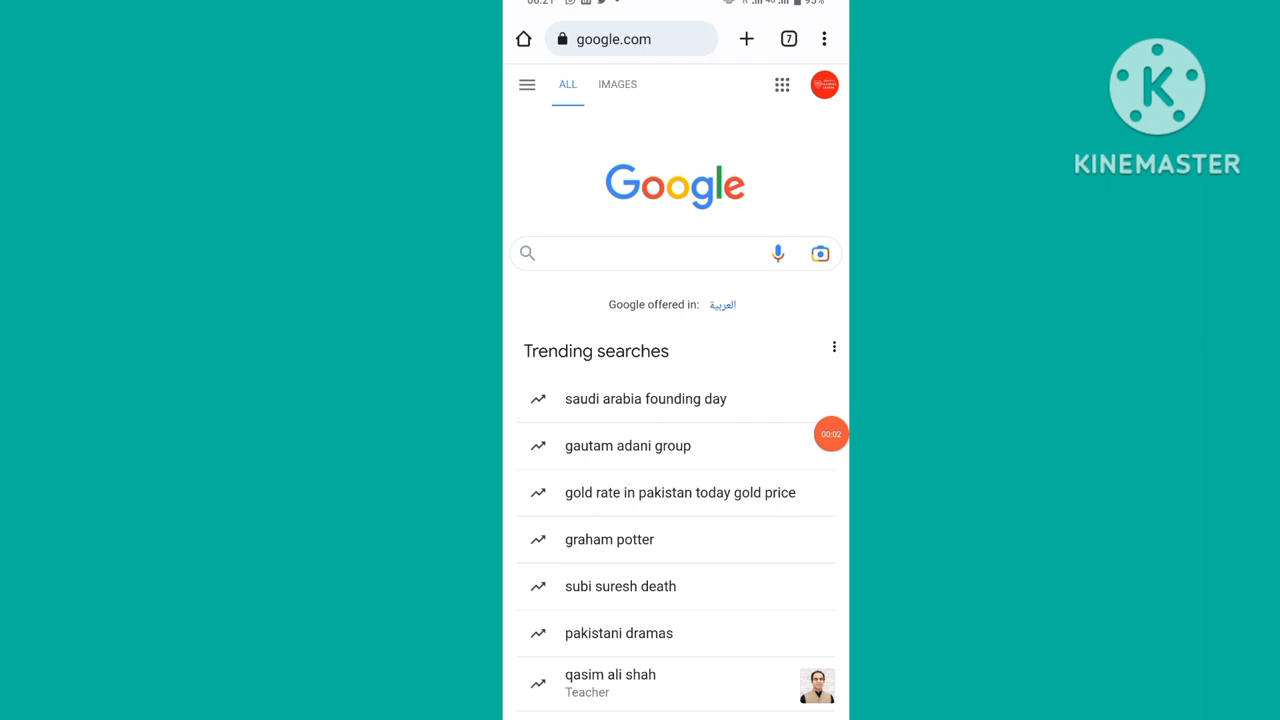 google.com
7
ALL IMAGES
K
KINEMASTER
Google
Google offered in: العربية
Trending searches
saudi arabia founding day
00:02
gautam adani group
gold rate in pakistan today gold price
graham potter
subi suresh death
pakistani dramas
qasim ali shah
Teacher